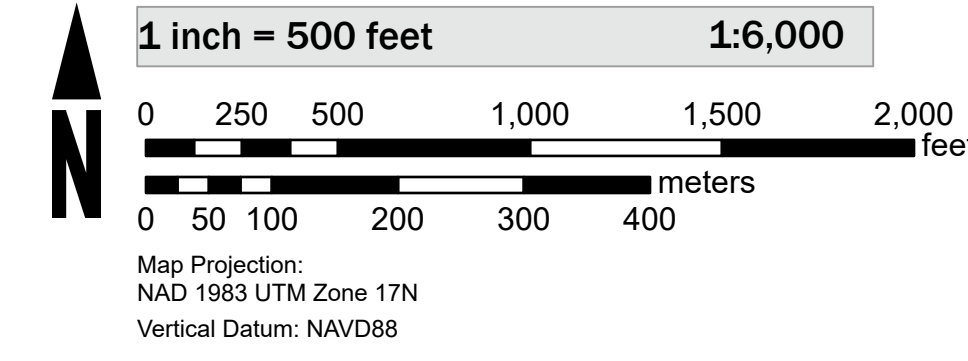 1 inch = 500 feet 1:6,000
0 250 500 1,000 1,500 2,000
feet
meters
0 50 100 200 300 400
N
Map Projection:
NAD 1983 UTM Zone 17N
Vertical Datum: NAVD88